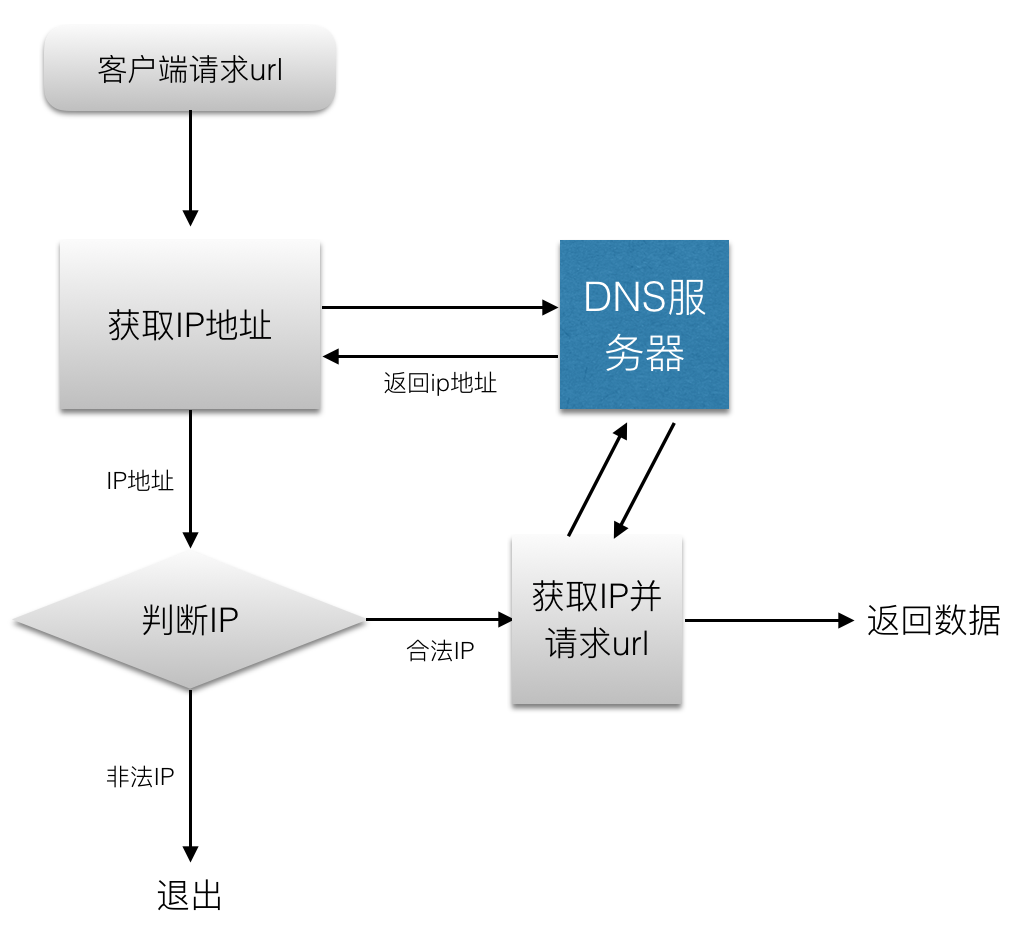 客户端请求url
获取IP地址
DNS服
务器
返回ip地址
IP地址
判断IP
合法IP
获取IP并
请求url
返回数据
非法IP
退出